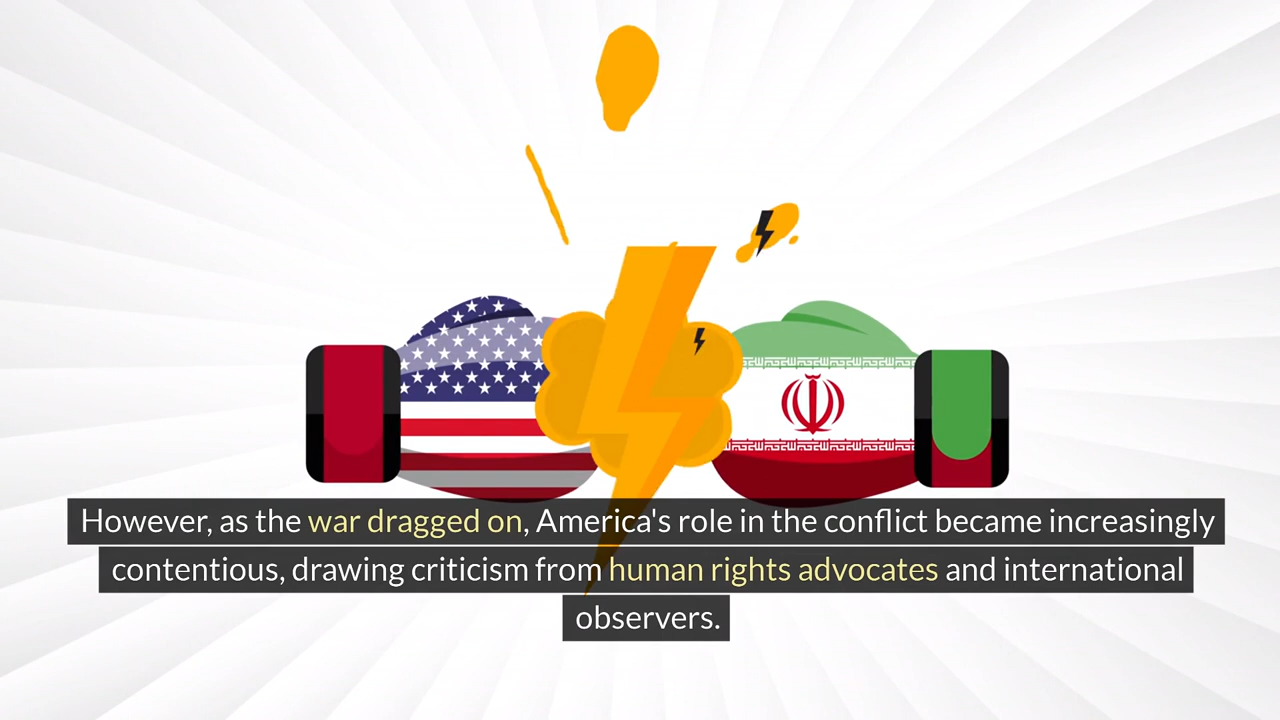 However, as the war dragged on, America's role in the conflict became increasingly
contentious, drawing criticism from human rights advocates and international
observers.